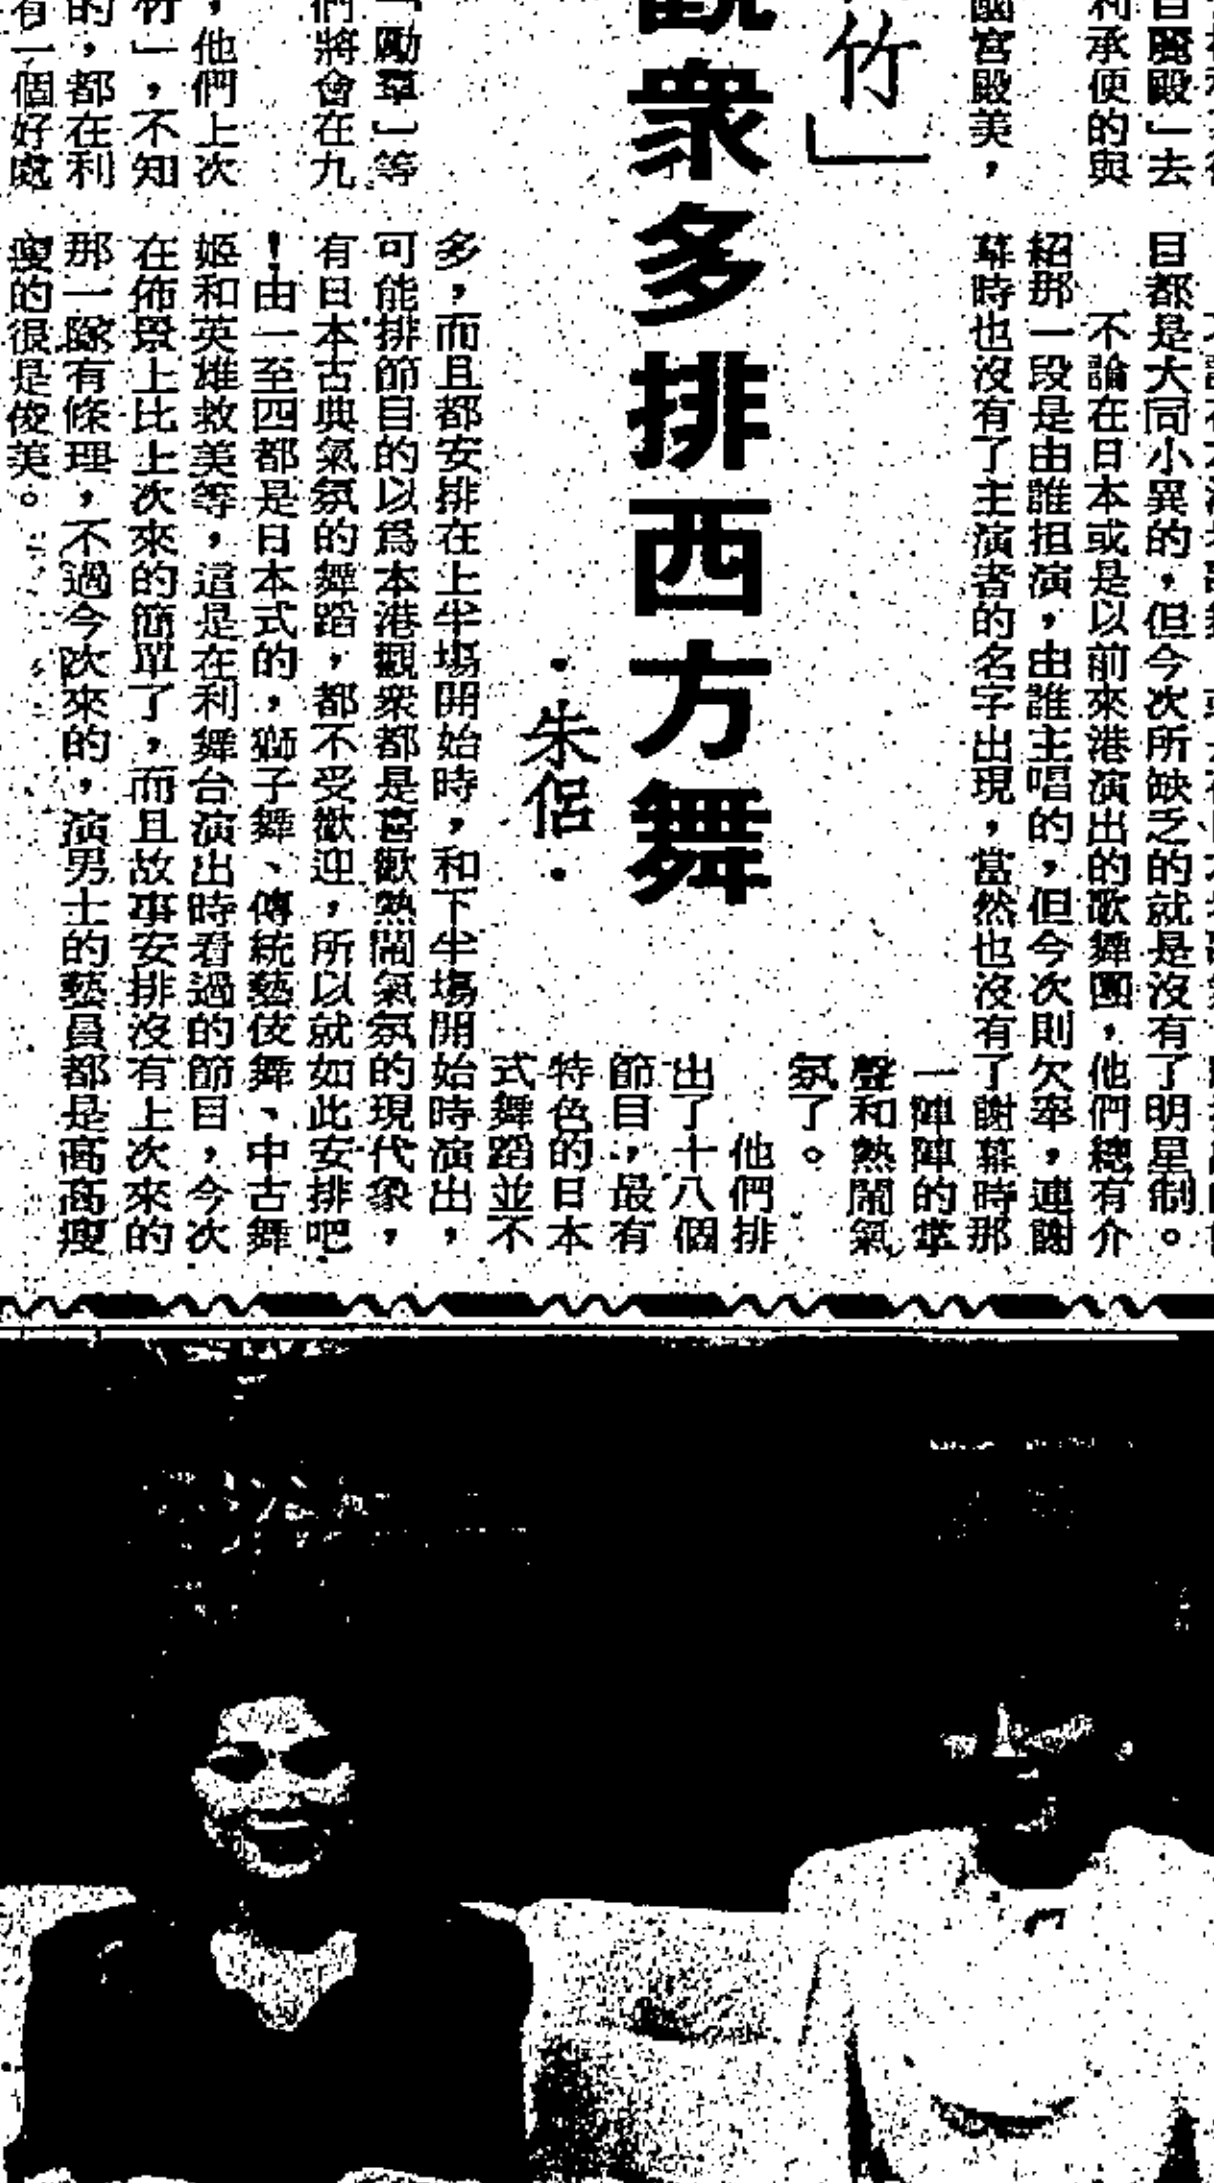 自麗殿」去
利承便的與
國宮殿美，
竹」
觀衆多排西方舞
·朱侶·
「勵羣」等
們將會在九
，他們上次
竹」，不知
的，都在利
有一個好處
目都是大同小異的，但今次所缺乏的就是沒有了明星制。
不論在日本或是以前來港演出的歌舞團，他們總有介
紹那一段是由誰担演，由誰主唱的，但今次則欠奉，連謝
幕時也沒有了主演者的名字出現，當然也沒有了謝幕時那
一陣陣的掌
聲和熱鬧氣
氛了。
他們排
出了十八個
節目，最有
特色的日本
式舞蹈並不
多，而且都安排在上半塲開始時，和下半塲開始時演出，
可能排節目的以爲本港觀衆都是喜歡熱鬧氣氛的現代象，
有日本古典氣氛的舞蹈，都不受歡迎，所以就如此安排吧
！由一至四都是日本式的，獅子舞、傳統藝伎舞、中古舞
姬和英雄救美等，這是在利舞台演出時看過的節目，今次
在佈景上比上次來的簡單了，而且故事安排沒有上次來的
那一隊有條理，不過今次來的，演男士的藝員都是高高瘦
瘦的很是俊美。